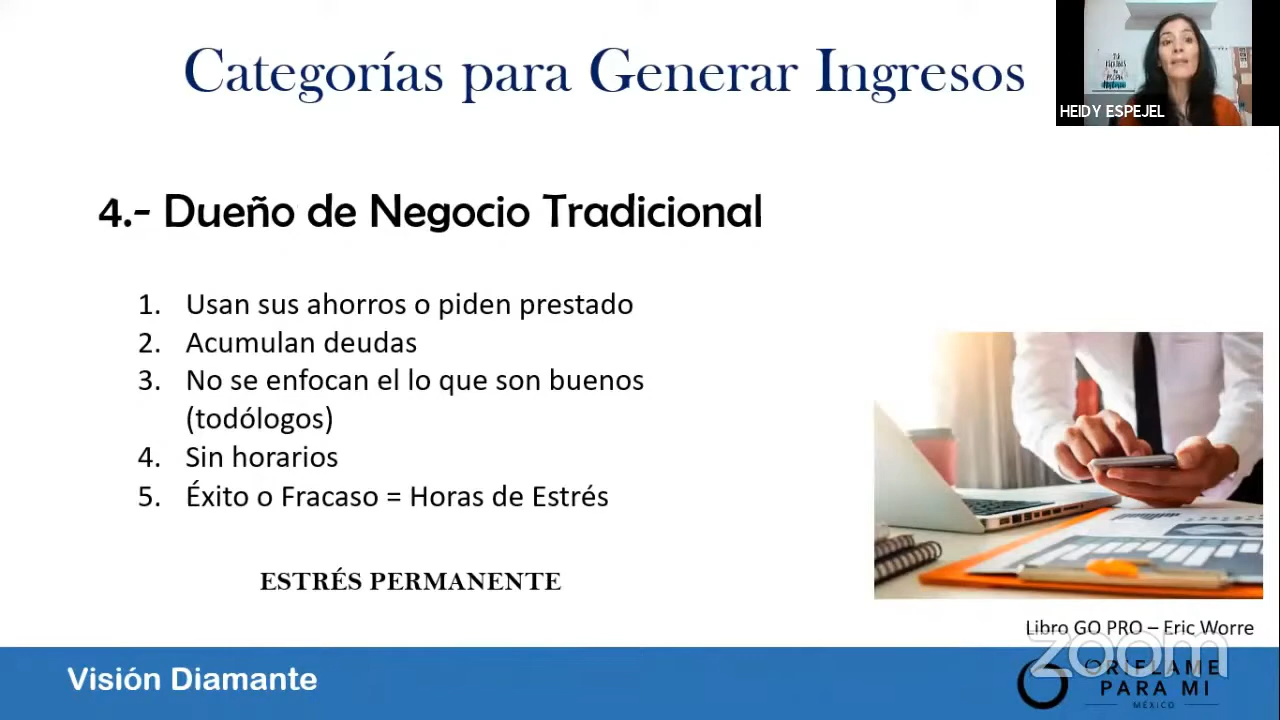 Categorías para Generar Ingresos
HEIDY ESPEJEL
4.- Dueño de Negocio Tradicional
1. Usan sus ahorros o piden prestado
2. Acumulan deudas
3. No se enfocan el lo que son buenos
(todólogos)
4. Sin horarios
5. Éxito o Fracaso = Horas de Estrés
ESTRÉS PERMANENTE
Libro GO PRO – Eric Worre
zoom
Visión Diamante
ORIFLAME
PARA MI
MÉXICO